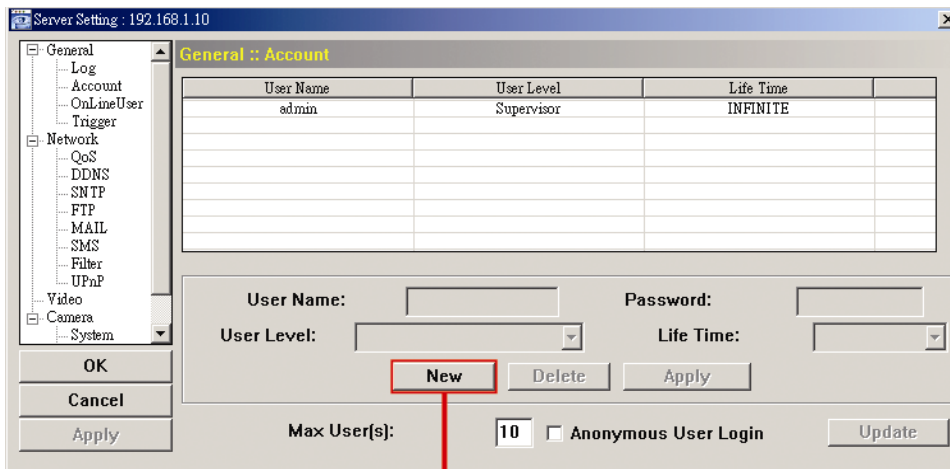 Server Setting : 192.168.1.10
General
Log
Account
OnLineUser
Trigger
Network
QoS
DDNS
SNTP
FTP
MAIL
SMS
Filter
UPnP
Video
Camera
System
OK
Cancel
Apply
General :: Account
User Name User Level Life Time
admin Supervisor INFINITE
User Name: Password:
User Level: Life Time:
New Delete Apply
Max User(s): 10 Anonymous User Login Update